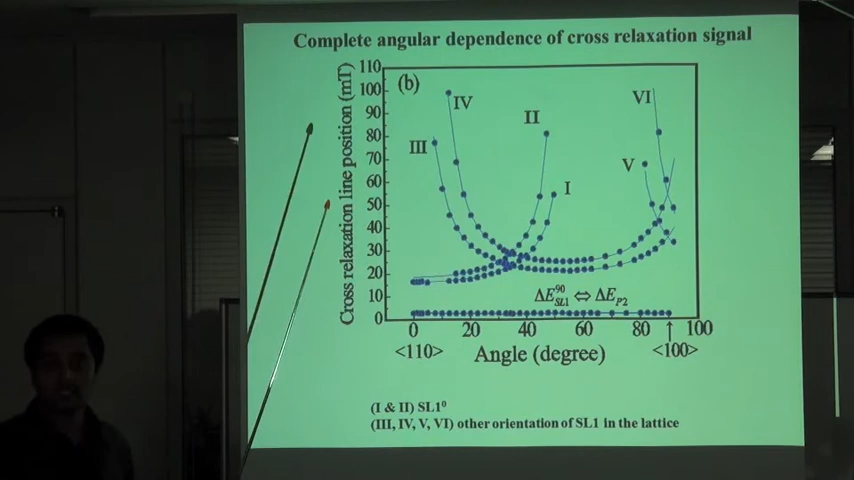 Complete angular dependence of cross relaxation signal
(b)
Cross relaxation line position (mT)
110
100
90
80
70
60
50
40
30
20
10
0
IV
III
II
I
VI
V
ΔE⁹⁰SL1 ⇔ ΔEP2
0 20 40 60 80 100
<110> Angle (degree) <100>
(I & II) SL1⁰
(III, IV, V, VI) other orientation of SL1 in the lattice